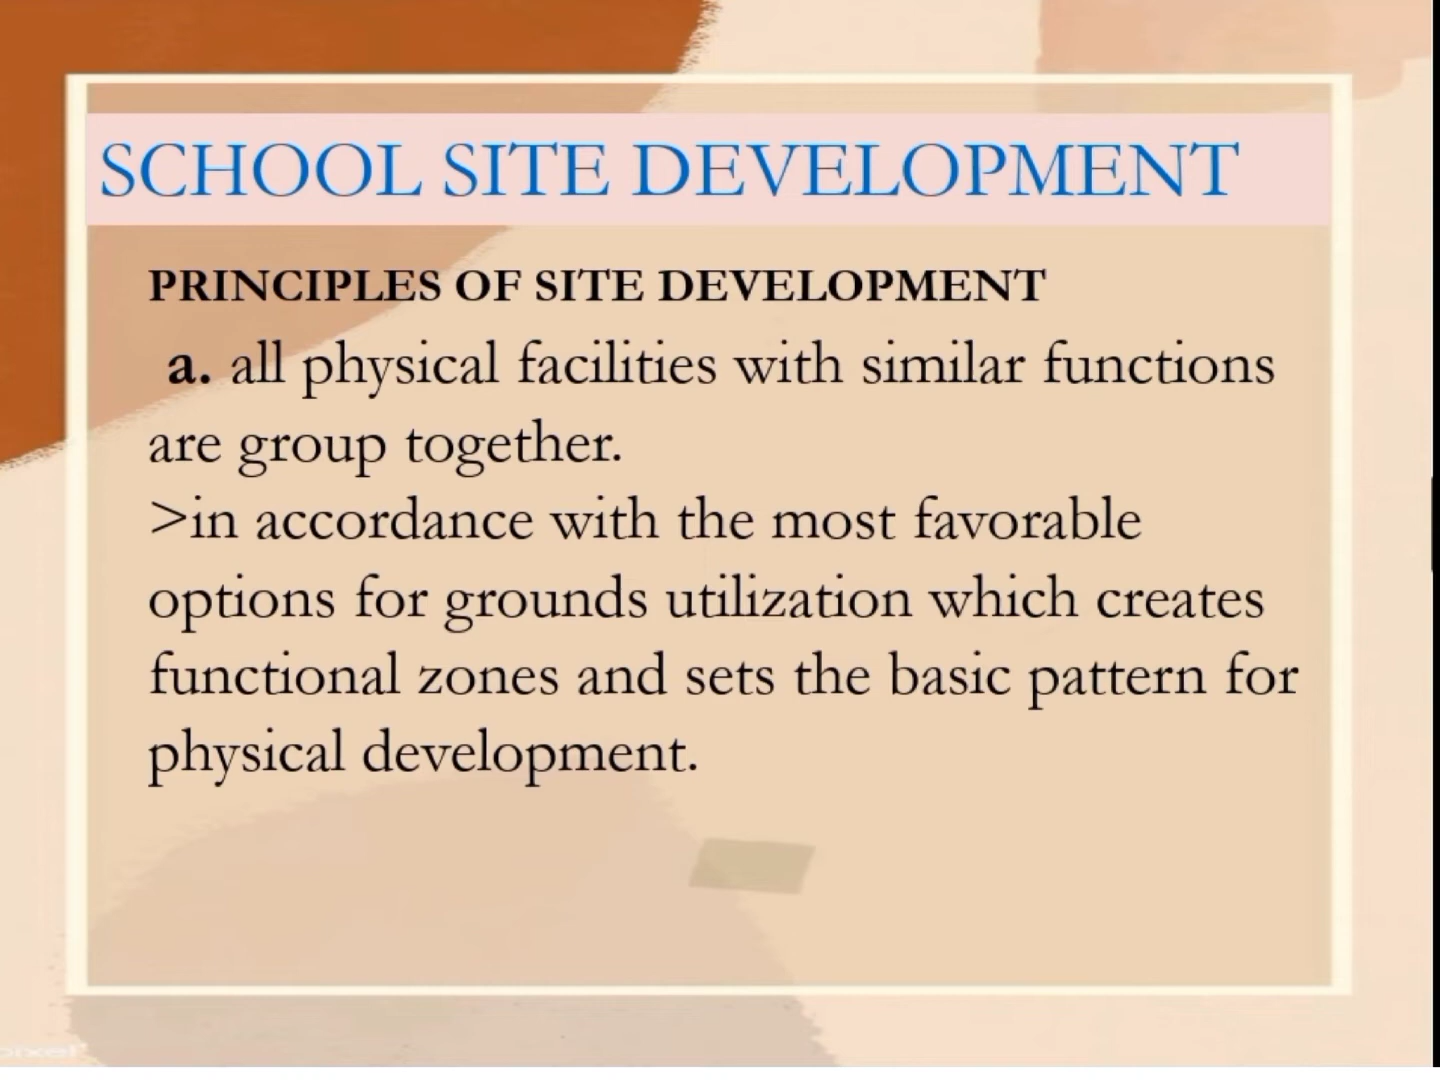 SCHOOL SITE DEVELOPMENT
PRINCIPLES OF SITE DEVELOPMENT
a. all physical facilities with similar functions
are group together.
>in accordance with the most favorable
options for grounds utilization which creates
functional zones and sets the basic pattern for
physical development.